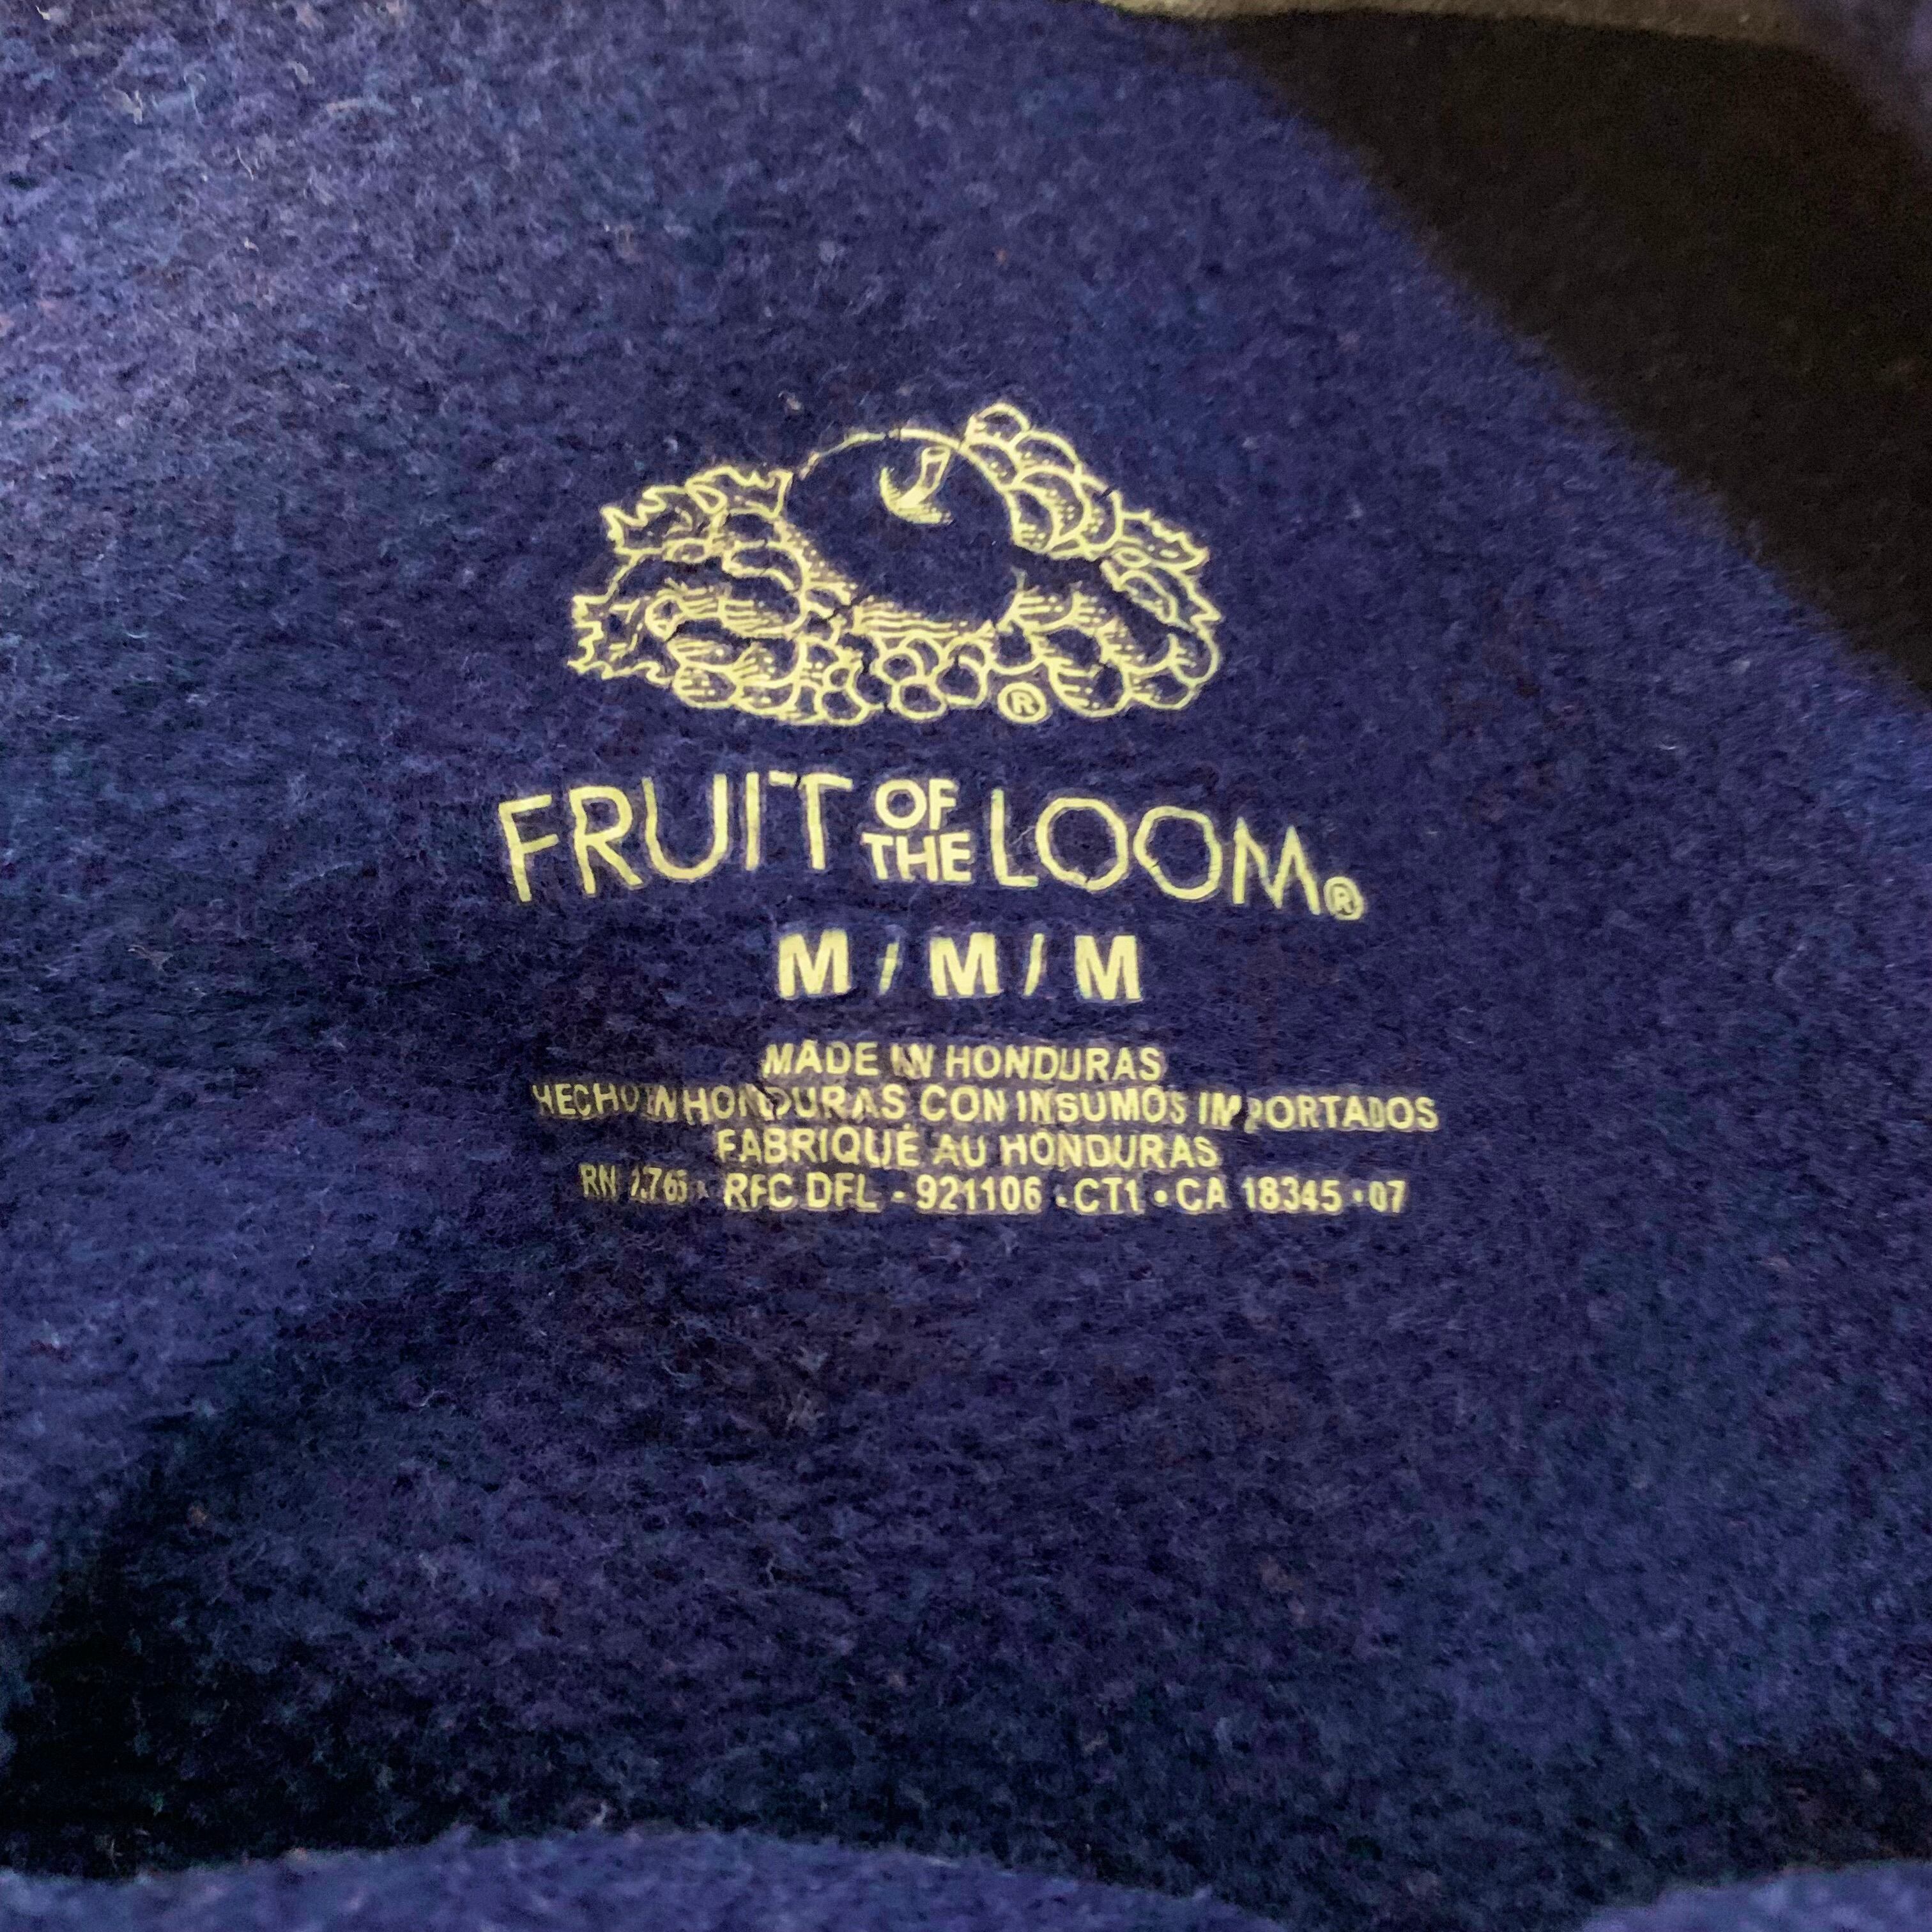 ®
FRUIT OF THE LOOM®
M / M / M
MADE IN HONDURAS
HECHO EN HONDURAS CON INSUMOS IMPORTADOS
FABRIQUÉ AU HONDURAS
RN RFC DFL - 921106 • CT1 • CA 18345 • 07